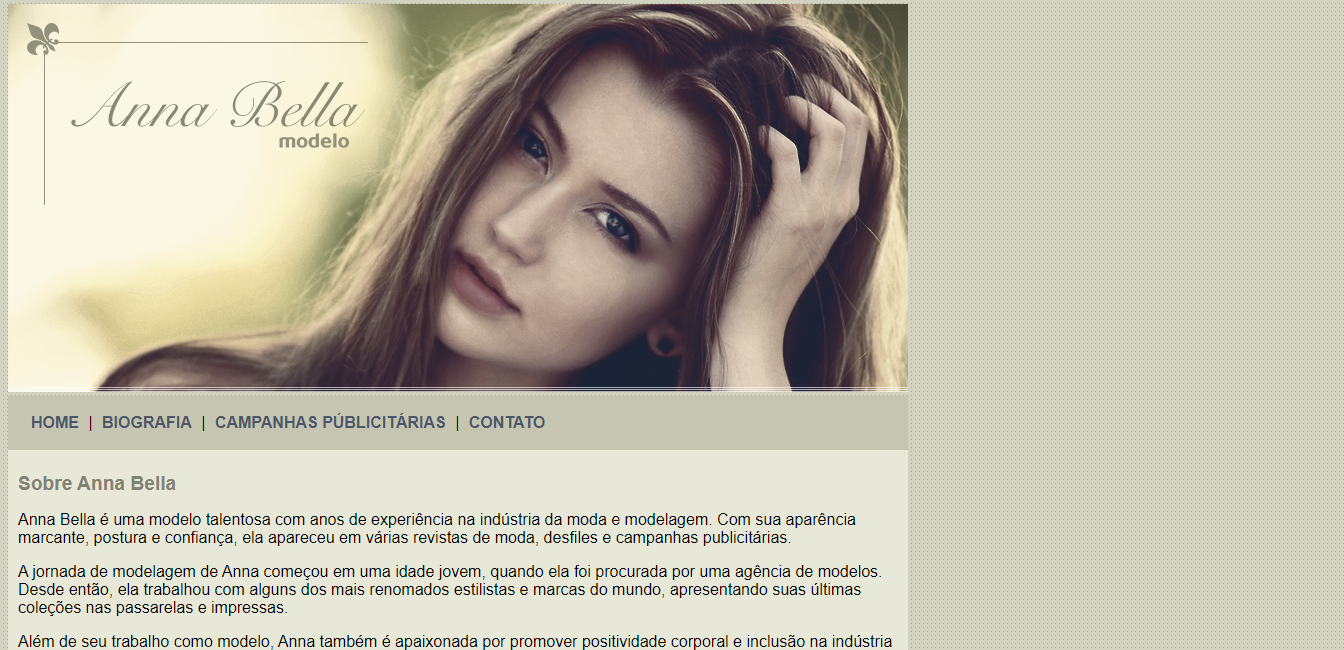 Anna Bella
modelo
HOME | BIOGRAFIA | CAMPANHAS PÚBLICITÁRIAS | CONTATO
Sobre Anna Bella
Anna Bella é uma modelo talentosa com anos de experiência na indústria da moda e modelagem. Com sua aparência
marcante, postura e confiança, ela apareceu em várias revistas de moda, desfiles e campanhas publicitárias.
A jornada de modelagem de Anna começou em uma idade jovem, quando ela foi procurada por uma agência de modelos.
Desde então, ela trabalhou com alguns dos mais renomados estilistas e marcas do mundo, apresentando suas últimas
coleções nas passarelas e impressas.
Além de seu trabalho como modelo, Anna também é apaixonada por promover positividade corporal e inclusão na indústria